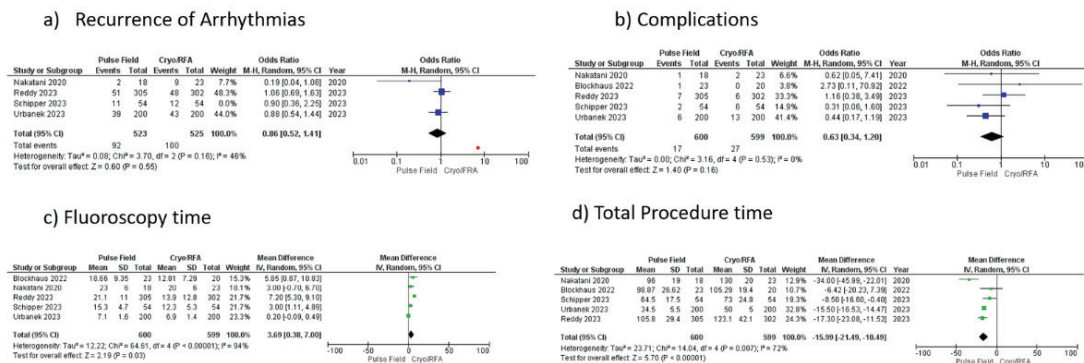 a) Recurrence of Arrhythmias
Pulse Field Cryo/RFA Odds Ratio Odds Ratio
Study or Subgroup Events Total Events Total Weight M-H, Random, 95% CI Year M-H, Random, 95% CI
Nakatani 2020 2 18 9 23 7.7% 0.19 [0.04, 1.06] 2020
Reddy 2023 51 305 48 302 48.3% 1.06 [0.69, 1.63] 2023
Schipper 2023 11 54 12 54 0.90 [0.36, 2.25] 2023
Urbanek 2023 39 200 43 200 0.88 [0.54, 1.44] 2023
Total (95% CI) 523 525 100.0% 0.86 [0.52, 1.41]
Total events 92 100
Heterogeneity: Tau² = 0.08; Chi² = 3.70, df = 2 (P = 0.16); I² = 46%
Test for overall effect: Z = 0.60 (P = 0.55)
0.01 0.1 1 10 100
Pulse Field Cryo/FRA
b) Complications
Pulse Field Cryo/RFA Odds Ratio Odds Ratio
Study or Subgroup Events Total Events Total Weight M-H, Random, 95% CI Year M-H, Random, 95% CI
Nakatani 2020 1 18 2 23 6.6% 0.62 [0.05, 7.41] 2020
Blockhaus 2022 1 23 0 20 2.73 [0.11, 70.92] 2022
Reddy 2023 7 305 6 302 33.3% 1.16 [0.38, 3.49] 2023
Schipper 2023 2 54 6 54 0.31 [0.06, 1.60] 2023
Urbanek 2023 6 200 13 200 41.4% 0.44 [0.17, 1.19] 2023
Total (95% CI) 600 599 100.0% 0.63 [0.34, 1.20]
Total events 17 27
Heterogeneity: Tau² = 0.00; Chi² = 3.16, df = 4 (P = 0.53); I² = 0%
Test for overall effect: Z = 1.40 (P = 0.16)
0.01 0.1 1 10 100
Pulse Field Cryo/RFA
c) Fluoroscopy time
Pulse Field Cryo/RFA Mean Difference Mean Difference
Study or Subgroup Mean SD Total Mean SD Total Weight IV, Random, 95% CI IV, Random, 95% CI
Blockhaus 2022 18.66 9.35 23 12.81 7.29 20 15.3% 5.85 [0.87, 10.83]
Nakatani 2020 23 6 18 20 6 23 3.00 [-0.70, 6.70]
Reddy 2023 21.1 11 305 13.9 12.8 302 7.20 [5.30, 9.10]
Schipper 2023 15.3 4.7 54 12.3 5.3 54 3.00 [1.11, 4.89]
Urbanek 2023 7.1 1.6 200 6.9 1.4 200 0.20 [-0.09, 0.49]
Total (95% CI) 600 599 100.0% 3.69 [0.38, 7.00]
Heterogeneity: Tau² = 12.22; Chi² = 64.61, df = 4 (P < 0.00001); I² = 94%
Test for overall effect: Z = 2.19 (P = 0.03)
-100 -50 0 50 100
Pulse Field Cryo/RFA
d) Total Procedure time
Pulse Field Cryo/RFA Mean Difference Mean Difference
Study or Subgroup Mean SD Total Mean SD Total Weight IV, Random, 95% CI IV, Random, 95% CI
Nakatani 2020 96 19 18 130 20 23 -34.00 [-45.99, -22.01]
Blockhaus 2022 98.87 26.62 23 105.29 19.4 20 -6.42 [-20.23, 7.39]
Schipper 2023 64.5 17.5 54 73 24.8 54 -8.50 [-16.60, -0.40]
Urbanek 2023 34.5 5.5 200 50 5 200 -15.50 [-16.53, -14.47]
Reddy 2023 105.8 29.4 305 123.1 42.1 302 -17.30 [-23.08, -11.52]
Total (95% CI) 600 599 100.0% -15.99 [-21.49, -10.49]
Heterogeneity: Tau² = 23.71; Chi² = 14.04, df = 4 (P = 0.007); I² = 72%
Test for overall effect: Z = 5.70 (P < 0.00001)
-100 -50 0 50 100
Pulse Field Cryo/RFA